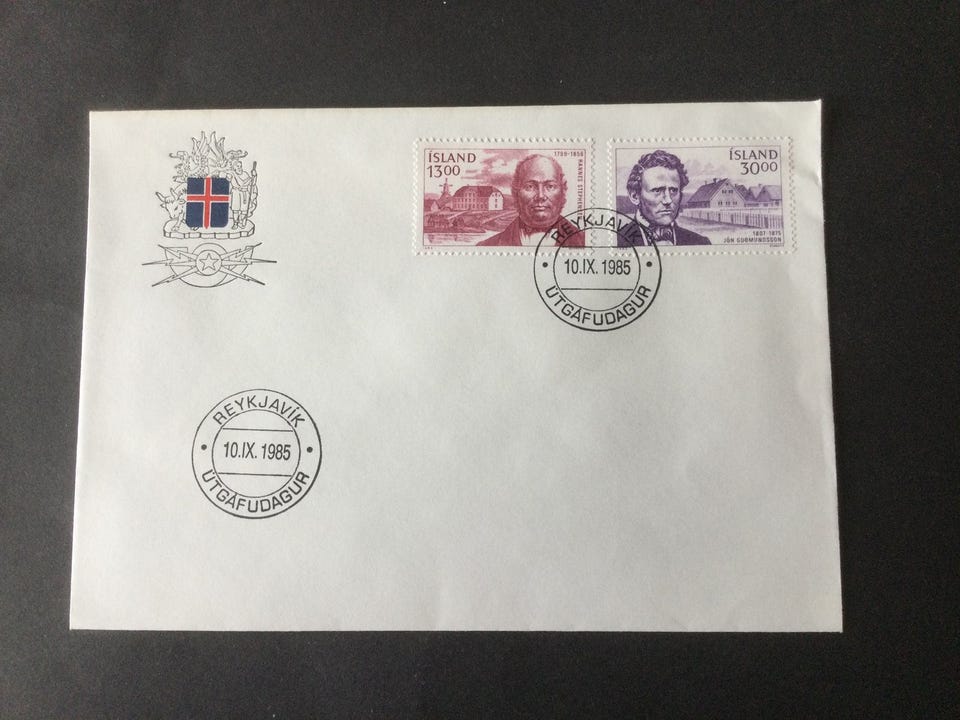 ÍSLAND
1300
1799-1856
HANNES STEPHENSEN
ÍSLAND
3000
1807-1875
JÓN GUÐMUNDSSON
REYKJAVÍK
10.IX.1985
ÚTGÁFUDAGUR
REYKJAVÍK
10.IX.1985
ÚTGÁFUDAGUR